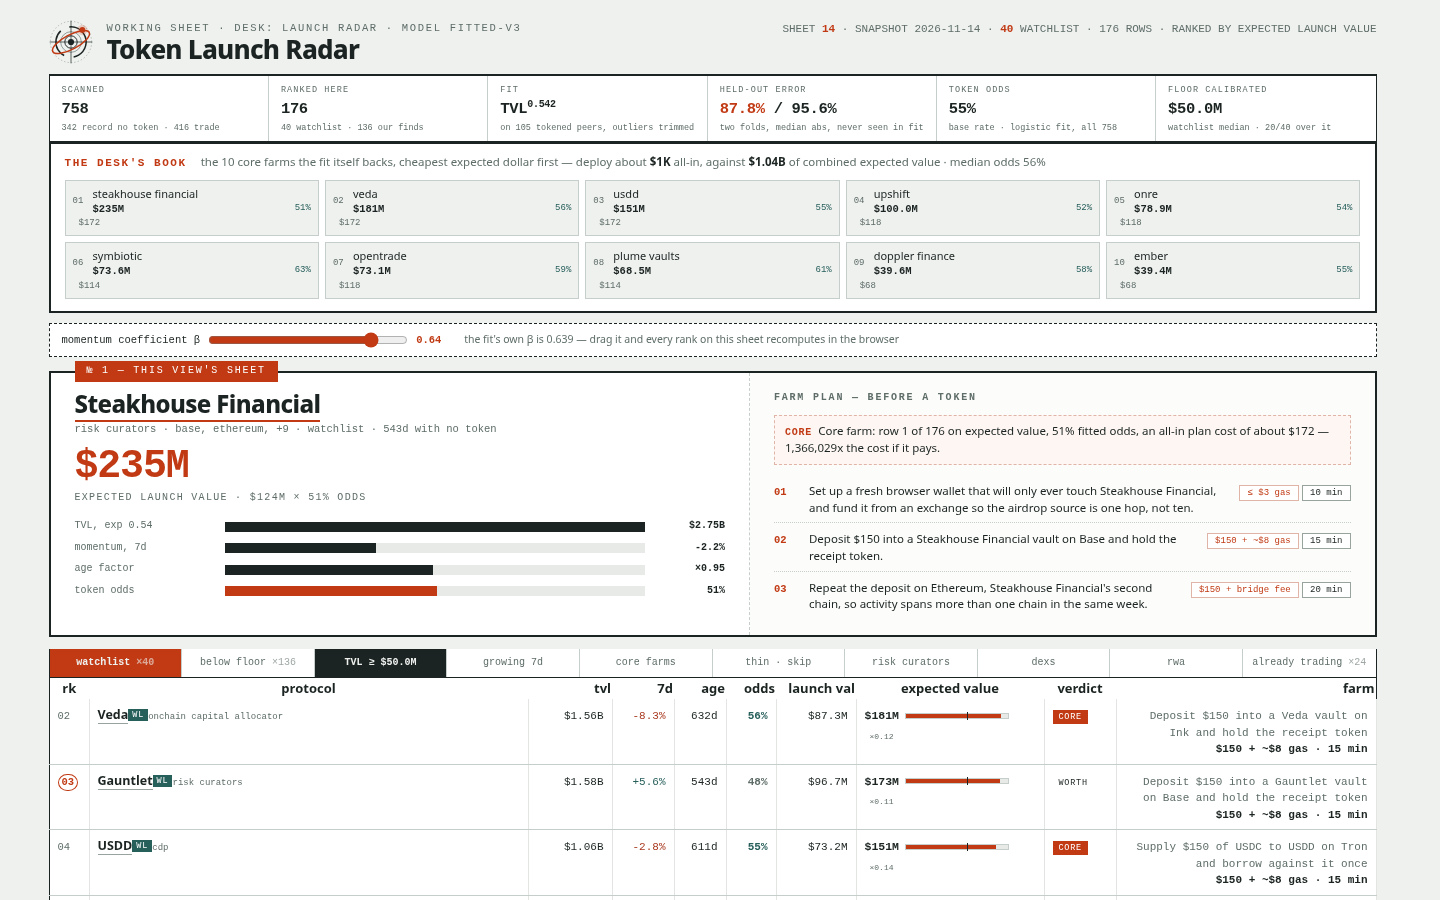 WORKING SHEET · DESK: LAUNCH RADAR · MODEL FITTED-V3
Token Launch Radar
SHEET 14 · SNAPSHOT 2026-11-14 · 40 WATCHLIST · 176 ROWS · RANKED BY EXPECTED LAUNCH VALUE
SCANNED
758
342 record no token · 416 trade
RANKED HERE
176
40 watchlist · 136 our finds
FIT
TVL0.542
on 105 tokened peers, outliers trimmed
HELD-OUT ERROR
87.8% / 95.6%
two folds, median abs, never seen in fit
TOKEN ODDS
55%
base rate · logistic fit, all 758
FLOOR CALIBRATED
$50.0M
watchlist median · 20/40 over it
THE DESK'S BOOK the 10 core farms the fit itself backs, cheapest expected dollar first — deploy about $1K all-in, against $1.04B of combined expected value · median odds 56%
01 steakhouse financial
$235M 51%
$172
02 veda
$181M 56%
$172
03 usdd
$151M 55%
$172
04 upshift
$100.0M 52%
$118
05 onre
$78.9M 54%
$118
06 symbiotic
$73.6M 63%
$114
07 opentrade
$73.1M 59%
$118
08 plume vaults
$68.5M 61%
$114
09 doppler finance
$39.6M 58%
$68
10 ember
$39.4M 55%
$68
momentum coefficient β 0.64 the fit's own β is 0.639 — drag it and every rank on this sheet recomputes in the browser
№ 1 — THIS VIEW'S SHEET
Steakhouse Financial
risk curators · base, ethereum, +9 · watchlist · 543d with no token
$235M
EXPECTED LAUNCH VALUE · $124M × 51% ODDS
TVL, exp 0.54 $2.75B
momentum, 7d -2.2%
age factor ×0.95
token odds 51%
FARM PLAN — BEFORE A TOKEN
CORE Core farm: row 1 of 176 on expected value, 51% fitted odds, an all-in plan cost of about $172 —
1,366,029x the cost if it pays.
01 Set up a fresh browser wallet that will only ever touch Steakhouse Financial, ≤ $3 gas 10 min
and fund it from an exchange so the airdrop source is one hop, not ten.
02 Deposit $150 into a Steakhouse Financial vault on Base and hold the $150 + ~$8 gas 15 min
receipt token.
03 Repeat the deposit on Ethereum, Steakhouse Financial's second $150 + bridge fee 20 min
chain, so activity spans more than one chain in the same week.
watchlist ×40 below floor ×136 TVL ≥ $50.0M growing 7d core farms thin · skip risk curators dexs rwa already trading ×24
rk protocol tvl 7d age odds launch val expected value verdict farm
02 Veda WL onchain capital allocator $1.56B -8.3% 632d 56% $87.3M $181M CORE Deposit $150 into a Veda vault on
×0.12 Ink and hold the receipt token
$150 + ~$8 gas · 15 min
03 Gauntlet WL risk curators $1.58B +5.6% 543d 48% $96.7M $173M WORTH Deposit $150 into a Gauntlet vault
×0.11 on Base and hold the receipt token
$150 + ~$8 gas · 15 min
04 USDD WL cdp $1.06B -2.8% 611d 55% $73.2M $151M CORE Supply $150 of USDC to USDD on Tron
×0.14 and borrow against it once
$150 + ~$8 gas · 15 min